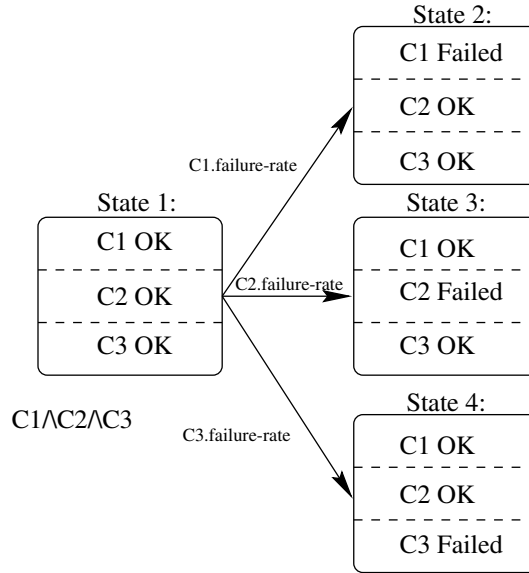 State 2:
C1 Failed
C2 OK
C3 OK
C1.failure-rate
State 1:
C1 OK
C2 OK
C3 OK
C1/\C2/\C3
C2.failure-rate
State 3:
C1 OK
C2 Failed
C3 OK
C3.failure-rate
State 4:
C1 OK
C2 OK
C3 Failed